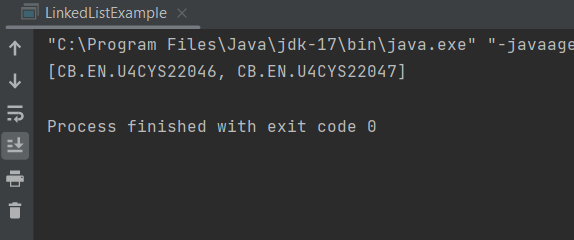 LinkedListExample
"C:\Program Files\Java\jdk-17\bin\java.exe" "-javaage
[CB.EN.U4CYS22046, CB.EN.U4CYS22047]
Process finished with exit code 0